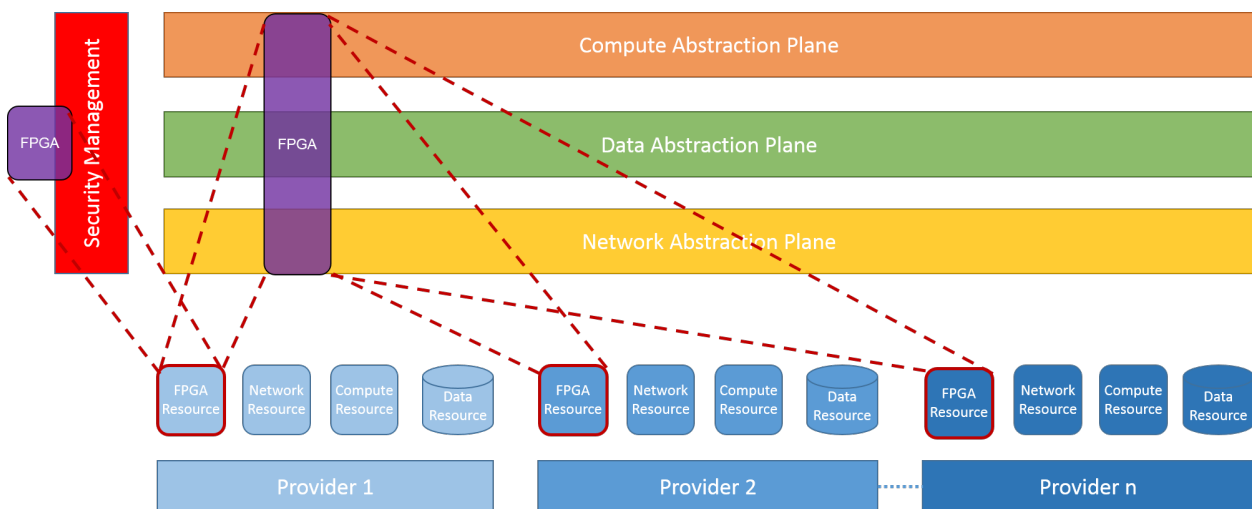 Security Management
Compute Abstraction Plane
FPGA
FPGA
Data Abstraction Plane
Network Abstraction Plane
FPGA
Resource
Network
Resource
Compute
Resource
Data
Resource
FPGA
Resource
Network
Resource
Compute
Resource
Data
Resource
FPGA
Resource
Network
Resource
Compute
Resource
Data
Resource
Provider 1
Provider 2
Provider n